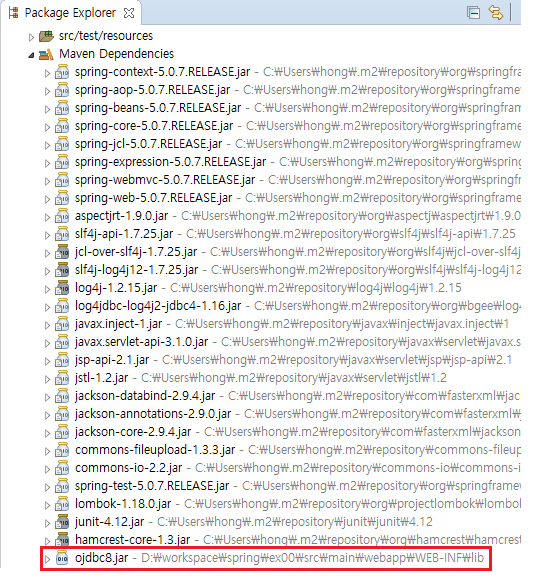 Package Explorer
src/test/resources
Maven Dependencies
spring-context-5.0.7.RELEASE.jar - C:₩Users₩hong₩.m2₩repository₩org₩springframe
spring-aop-5.0.7.RELEASE.jar - C:₩Users₩hong₩.m2₩repository₩org₩springframewor
spring-beans-5.0.7.RELEASE.jar - C:₩Users₩hong₩.m2₩repository₩org₩springframew
spring-core-5.0.7.RELEASE.jar - C:₩Users₩hong₩.m2₩repository₩org₩springframewo
spring-jcl-5.0.7.RELEASE.jar - C:₩Users₩hong₩.m2₩repository₩org₩springframewor
spring-expression-5.0.7.RELEASE.jar - C:₩Users₩hong₩.m2₩repository₩org₩springfr
spring-webmvc-5.0.7.RELEASE.jar - C:₩Users₩hong₩.m2₩repository₩org₩springfra
spring-web-5.0.7.RELEASE.jar - C:₩Users₩hong₩.m2₩repository₩org₩springframewo
aspectjrt-1.9.0.jar - C:₩Users₩hong₩.m2₩repository₩org₩aspectj₩aspectjrt₩1.9.0
slf4j-api-1.7.25.jar - C:₩Users₩hong₩.m2₩repository₩org₩slf4j₩slf4j-api₩1.7.25
jcl-over-slf4j-1.7.25.jar - C:₩Users₩hong₩.m2₩repository₩org₩slf4j₩jcl-over-slf4
slf4j-log4j12-1.7.25.jar - C:₩Users₩hong₩.m2₩repository₩org₩slf4j₩slf4j-log4j12
log4j-1.2.15.jar - C:₩Users₩hong₩.m2₩repository₩log4j₩log4j₩1.2.15
log4jdbc-log4j2-jdbc4-1.16.jar - C:₩Users₩hong₩.m2₩repository₩org₩bgee₩log4
javax.inject-1.jar - C:₩Users₩hong₩.m2₩repository₩javax₩inject₩javax.inject₩1
javax.servlet-api-3.1.0.jar - C:₩Users₩hong₩.m2₩repository₩javax₩servlet₩javax.s
jsp-api-2.1.jar - C:₩Users₩hong₩.m2₩repository₩javax₩servlet₩jsp₩jsp-api₩2.1
jstl-1.2.jar - C:₩Users₩hong₩.m2₩repository₩javax₩servlet₩jstl₩1.2
jackson-databind-2.9.4.jar - C:₩Users₩hong₩.m2₩repository₩com₩fasterxml₩jacks
jackson-annotations-2.9.0.jar - C:₩Users₩hong₩.m2₩repository₩com₩fasterxml₩ja
jackson-core-2.9.4.jar - C:₩Users₩hong₩.m2₩repository₩com₩fasterxml₩jackson
commons-fileupload-1.3.3.jar - C:₩Users₩hong₩.m2₩repository₩commons-fileup
commons-io-2.2.jar - C:₩Users₩hong₩.m2₩repository₩commons-io₩commons-i
spring-test-5.0.7.RELEASE.jar - C:₩Users₩hong₩.m2₩repository₩org₩springframew
lombok-1.18.0.jar - C:₩Users₩hong₩.m2₩repository₩org₩projectlombok₩lombok
junit-4.12.jar - C:₩Users₩hong₩.m2₩repository₩junit₩junit₩4.12
hamcrest-core-1.3.jar - C:₩Users₩hong₩.m2₩repository₩org₩hamcrest₩hamcrest
ojdbc8.jar - D:₩workspace₩spring₩ex00₩src₩main₩webapp₩WEB-INF₩lib